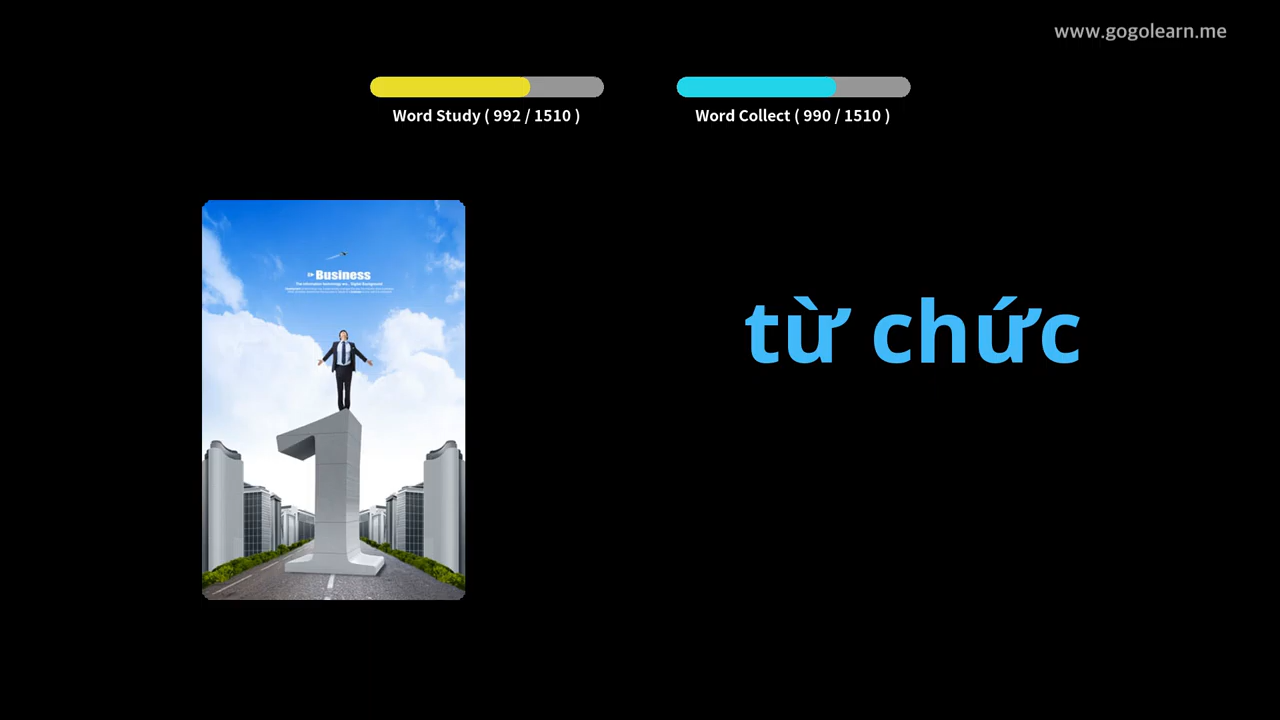 www.gogolearn.me
Word Study ( 992 / 1510 )
Word Collect ( 990 / 1510 )
Business
từ chức